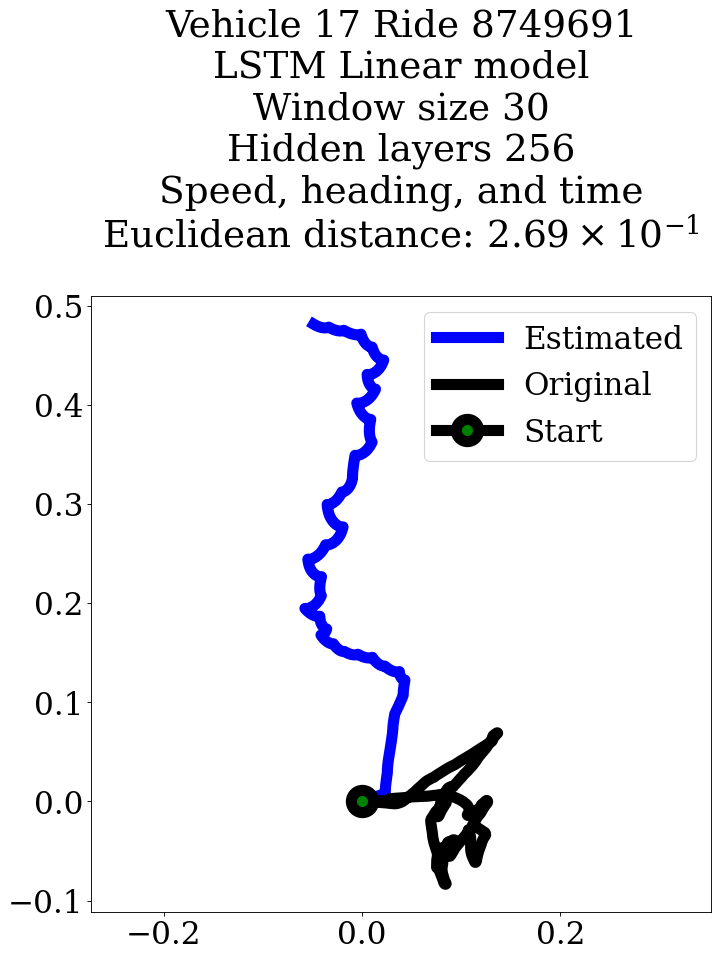 Vehicle 17 Ride 8749691
LSTM Linear model
Window size 30
Hidden layers 256
Speed, heading, and time
Euclidean distance: 2.69 × 10⁻¹
0.5
0.4
0.3
0.2
0.1
0.0
−0.1
−0.2
0.0
0.2
Estimated
Original
Start